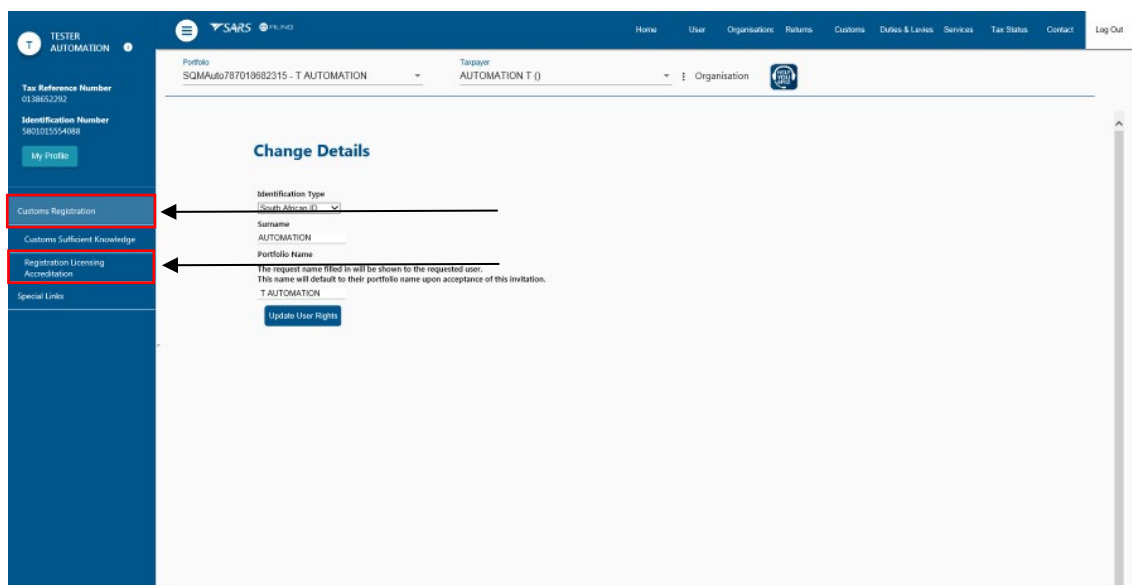 T
TESTER
AUTOMATION
Tax Reference Number
0138652292
Identification Number
5801015554088
My Profile
Customs Registration
Customs Sufficient Knowledge
Registration Licensing
Accreditation
Special Links
SARS eFILING
Home User Organisations Returns Customs Duties & Levies Services Tax Status Contact Log Out
Portfolio
SQMAuto787018682315 - T AUTOMATION
Taxpayer
AUTOMATION T ()
Organisation
HELP YOU
Change Details
Identification Type
South African ID
Surname
AUTOMATION
Portfolio Name
The request name filled in will be shown to the requested user.
This name will default to their portfolio name upon acceptance of this invitation.
T AUTOMATION
Update User Rights